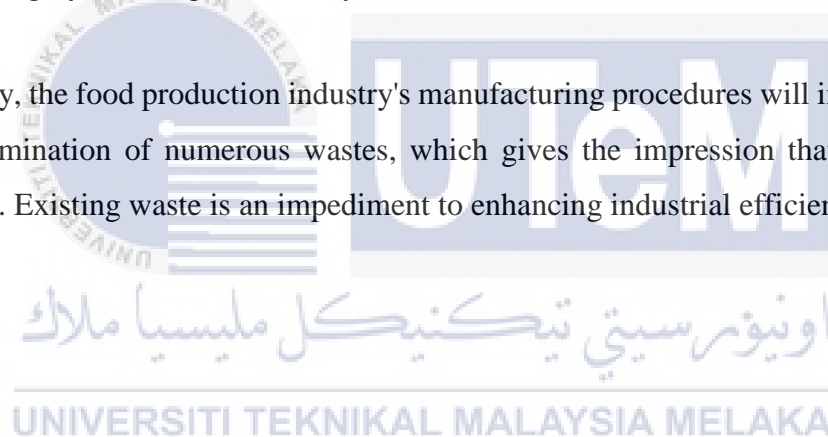 y, the food production industry's manufacturing procedures will i
mination of numerous wastes, which gives the impression tha
. Existing waste is an impediment to enhancing industrial efficien
UTeM
اونيۏرسيتي تيكنيكل مليسيا ملاك
UNIVERSITI TEKNIKAL MALAYSIA MELAKA